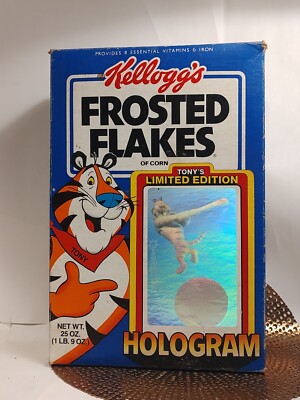 PROVIDES 8 ESSENTIAL VITAMINS & IRON
Kellogg's
FROSTED
FLAKES
OF CORN
TONY'S
LIMITED EDITION
TONY
NET WT.
25 OZ.
(1 LB. 9 OZ.)
HOLOGRAM